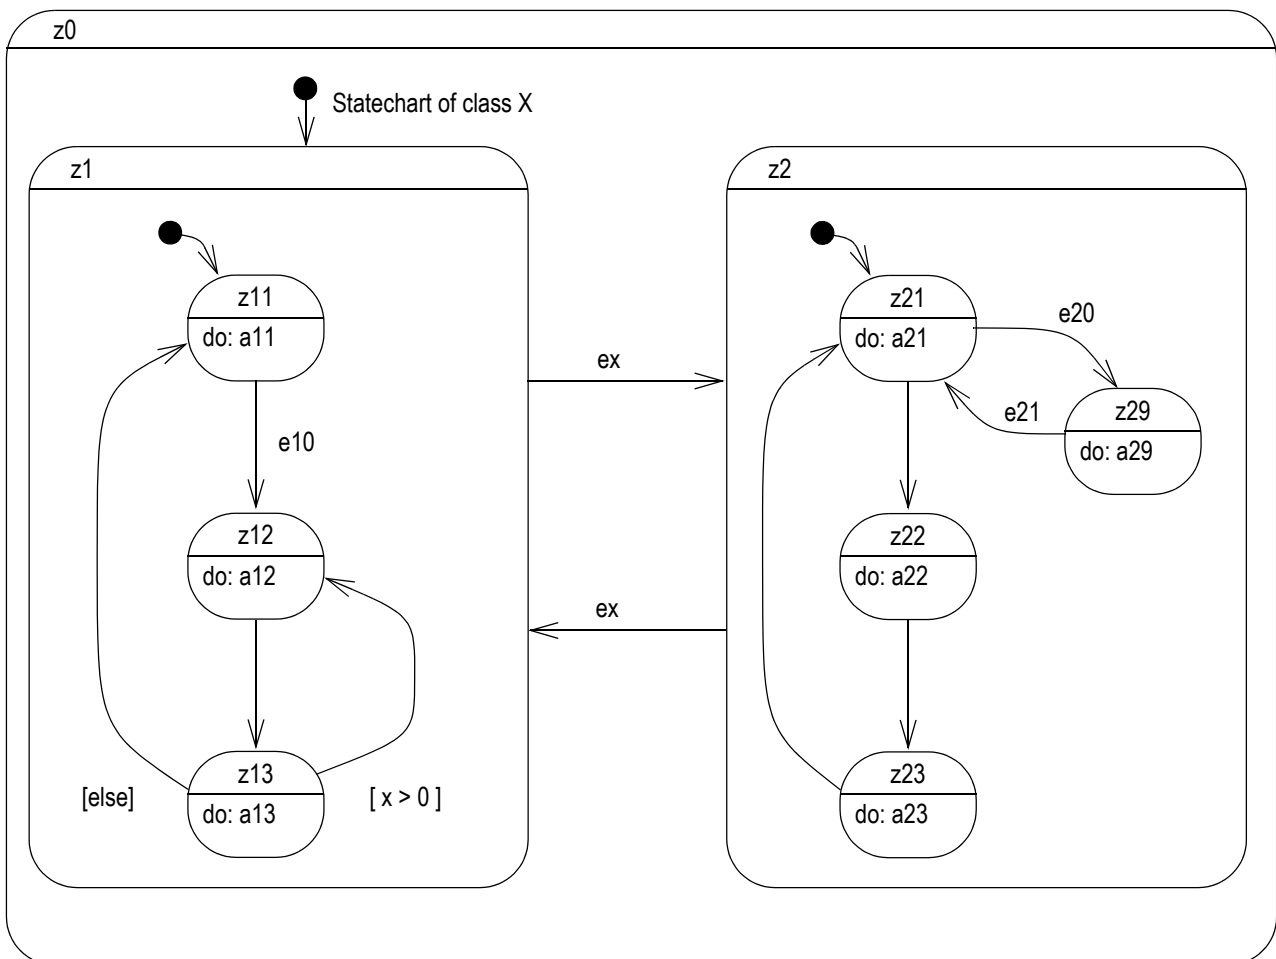 z0
Statechart of class X
z1
z2
z11
do: a11
z21
do: a21
e20
ex
e21
z29
do: a29
e10
z12
do: a12
z22
do: a22
ex
z13
do: a13
[else]
[ x > 0 ]
z23
do: a23